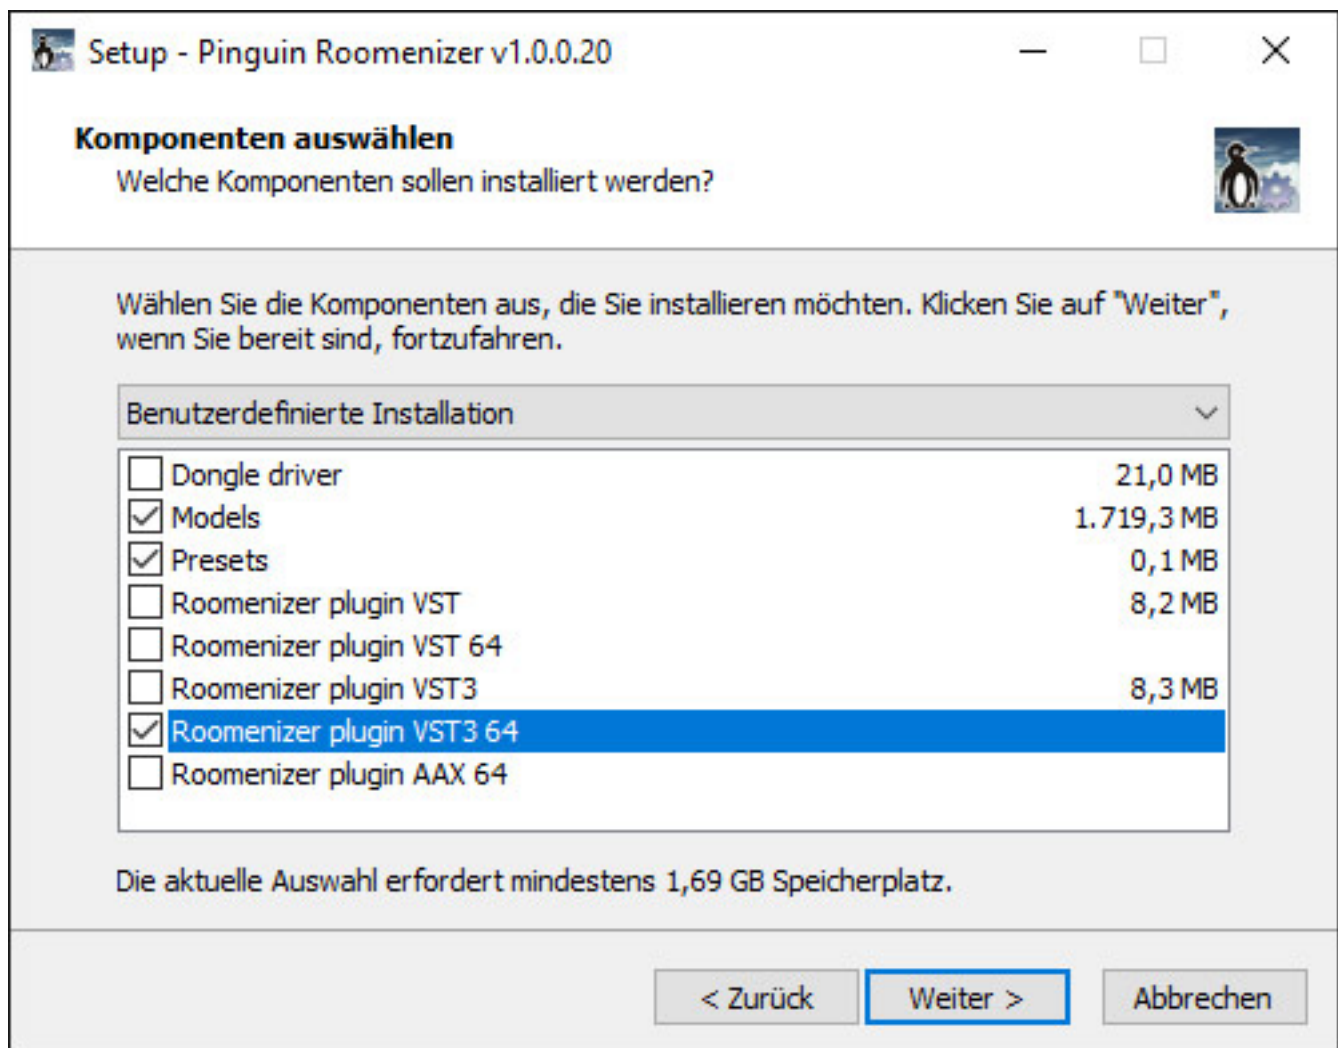 Setup - Pinguin Roomenizer v1.0.0.20
Komponenten auswählen
Welche Komponenten sollen installiert werden?
Wählen Sie die Komponenten aus, die Sie installieren möchten. Klicken Sie auf "Weiter",
wenn Sie bereit sind, fortzufahren.
Benutzerdefinierte Installation
Dongle driver 21,0 MB
Models 1.719,3 MB
Presets 0,1 MB
Roomenizer plugin VST 8,2 MB
Roomenizer plugin VST 64
Roomenizer plugin VST3 8,3 MB
Roomenizer plugin VST3 64
Roomenizer plugin AAX 64
Die aktuelle Auswahl erfordert mindestens 1,69 GB Speicherplatz.
< Zurück Weiter > Abbrechen